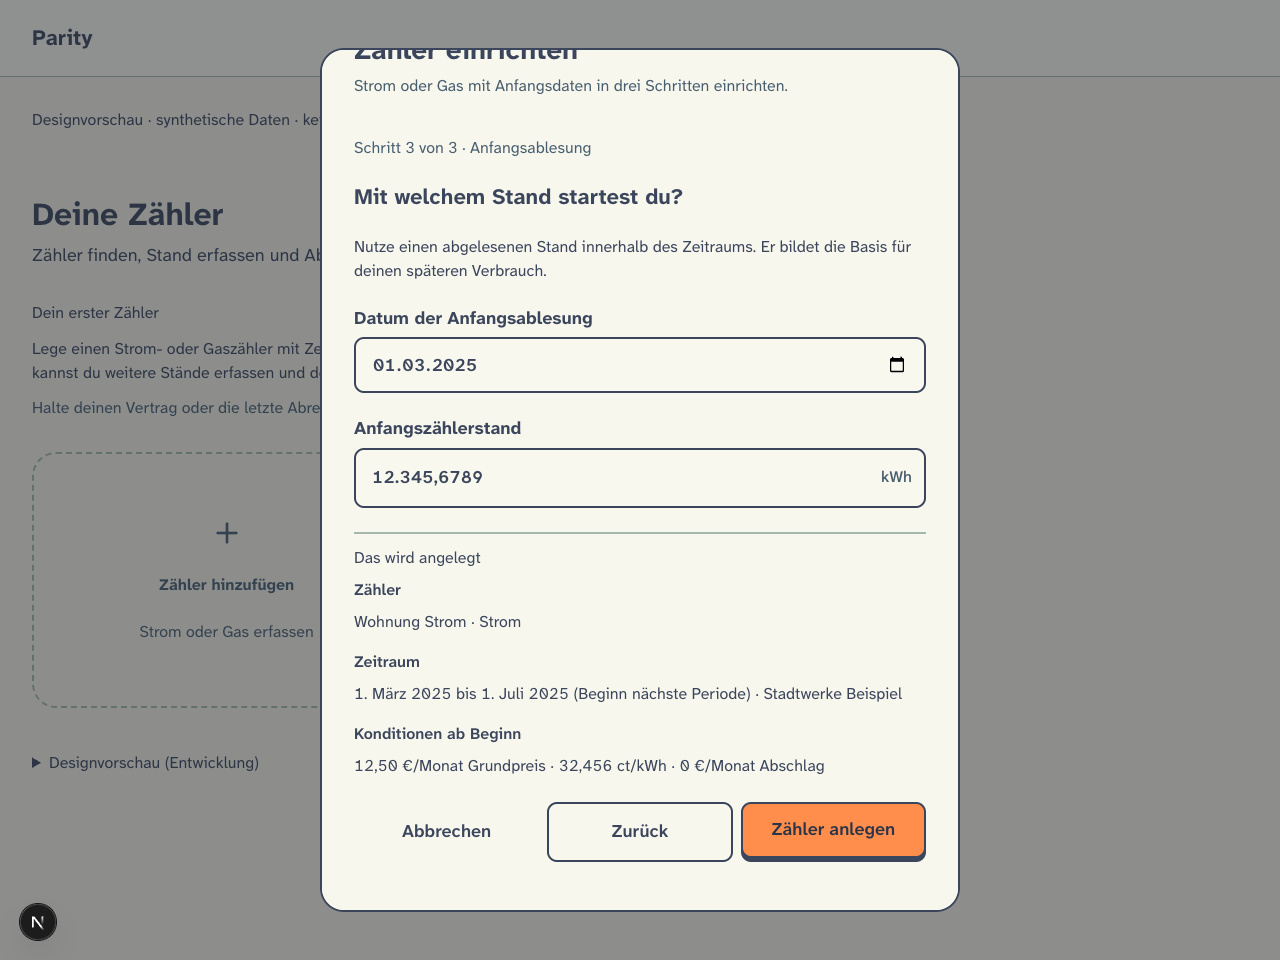 Parity
Designvorschau · synthetische Daten · ke
Deine Zähler
Zähler finden, Stand erfassen und Ab
Dein erster Zähler
Lege einen Strom- oder Gaszähler mit Ze
kannst du weitere Stände erfassen und d
Halte deinen Vertrag oder die letzte Abre
Zähler hinzufügen
Strom oder Gas erfassen
Designvorschau (Entwicklung)
N
Zähler einrichten
Strom oder Gas mit Anfangsdaten in drei Schritten einrichten.
Schritt 3 von 3 · Anfangsablesung
Mit welchem Stand startest du?
Nutze einen abgelesenen Stand innerhalb des Zeitraums. Er bildet die Basis für
deinen späteren Verbrauch.
Datum der Anfangsablesung
01.03.2025
Anfangszählerstand
12.345,6789 kWh
Das wird angelegt
Zähler
Wohnung Strom · Strom
Zeitraum
1. März 2025 bis 1. Juli 2025 (Beginn nächste Periode) · Stadtwerke Beispiel
Konditionen ab Beginn
12,50 €/Monat Grundpreis · 32,456 ct/kWh · 0 €/Monat Abschlag
Abbrechen Zurück Zähler anlegen